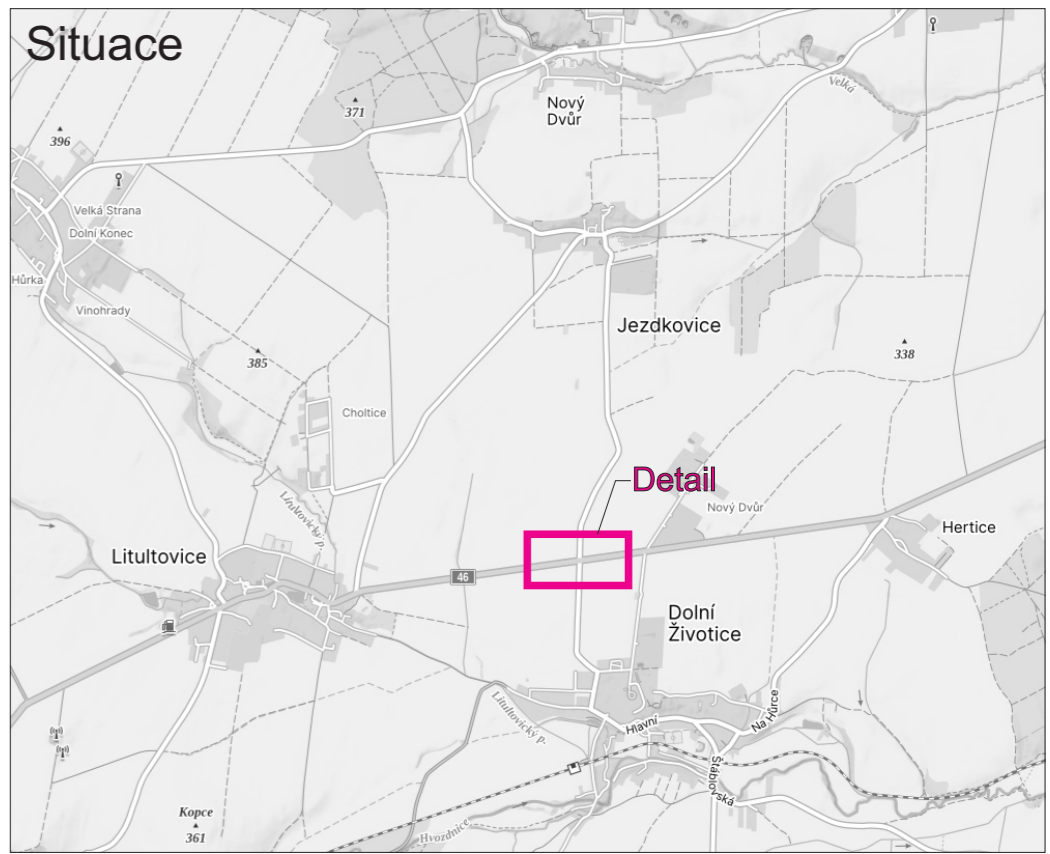 Situace
371
396
Nový
Dvůr
Velká
Velká Strana
Dolní Konec
Hůrka
Vinohrady
Jezdkovice
385
338
Choltice
Detail
Litultovický p.
Nový Dvůr
Hertice
Litultovice
46
Dolní
Životice
Litultovický p.
Hlavní
Na Hůrce
Štáblovská
Kopce
361
Hvozdnice